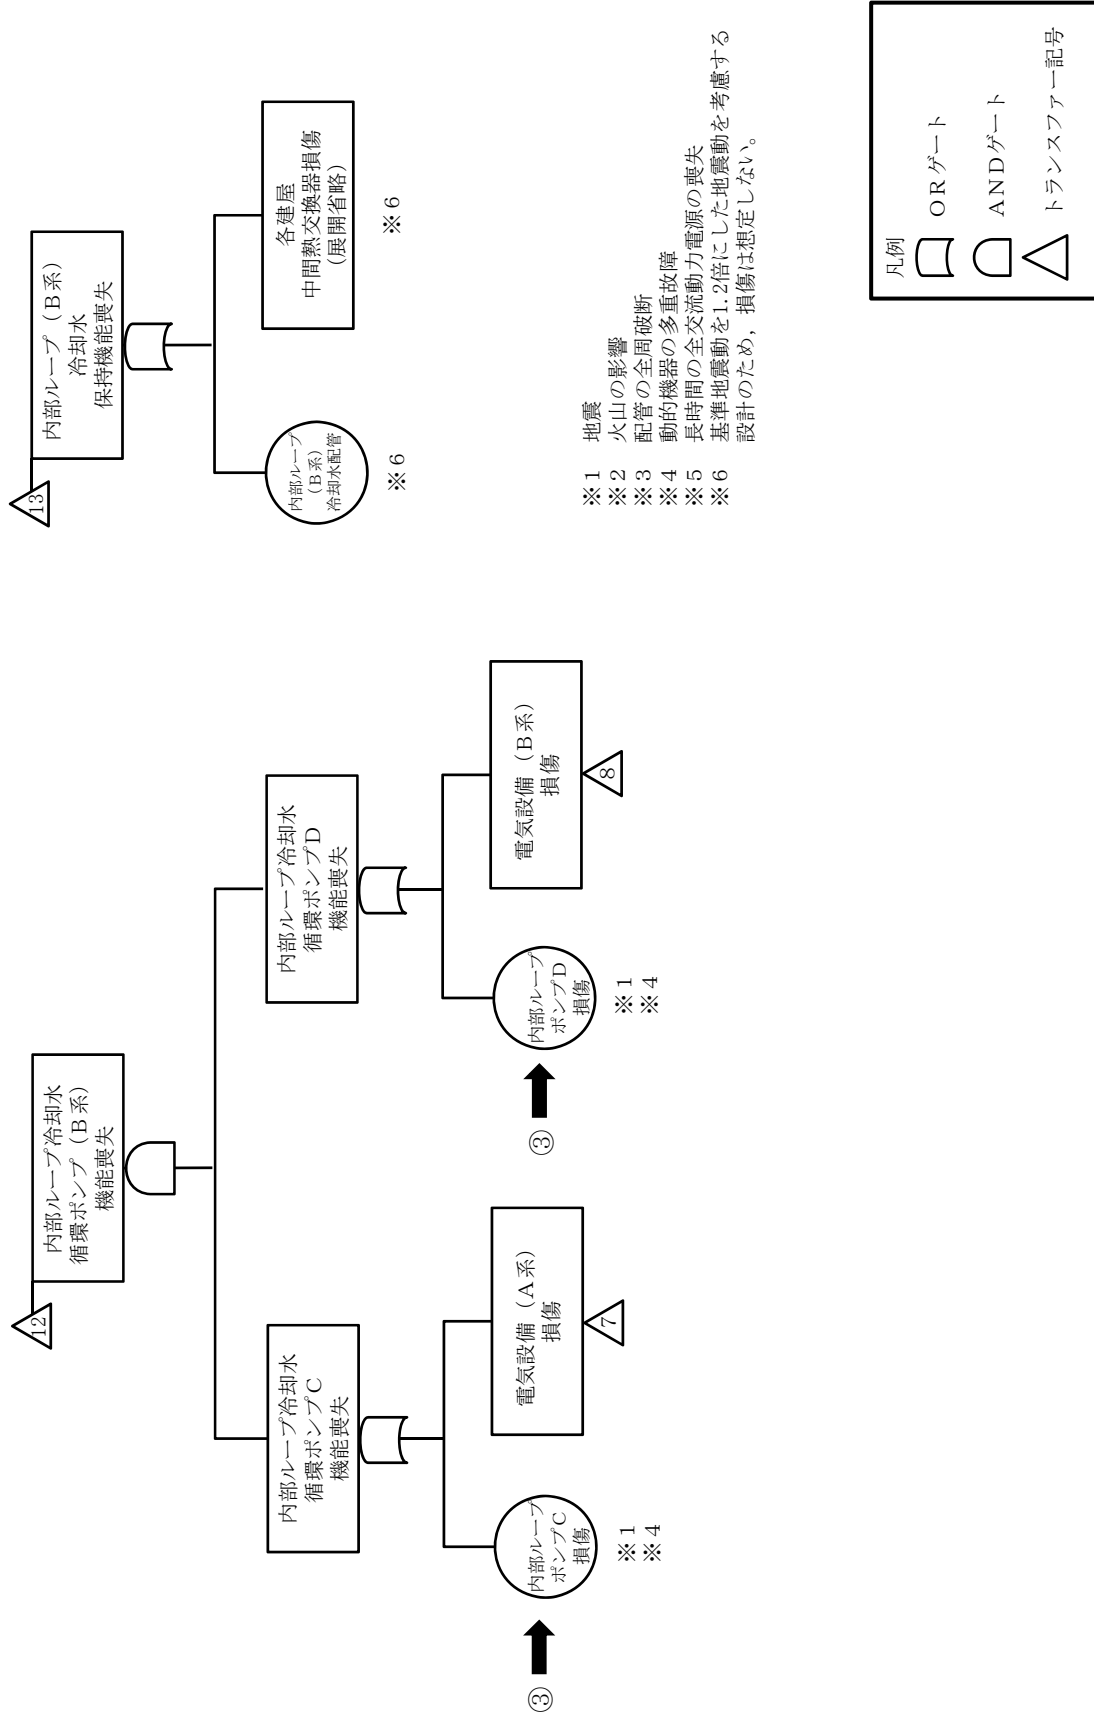 12
内部ループ冷却水
循環ポンプ（B系）
機能喪失
内部ループ冷却水
循環ポンプC
機能喪失
内部ループ冷却水
循環ポンプD
機能喪失
③
内部ループ
ポンプC
損傷
※1
※4
電気設備（A系）
損傷
7
③
内部ループ
ポンプD
損傷
※1
※4
電気設備（B系）
損傷
8
13
内部ループ（B系）
冷却水
保持機能喪失
内部ループ
（B系）
冷却水配管
※6
各建屋
中間熱交換器損傷
(展開省略)
※6
※1 地震
※2 火山の影響
※3 配管の全周破断
※4 動的機器の多重故障
※5 長時間の全交流動力電源の喪失
※6 基準地震動を1.2倍にした地震動を考慮する
設計のため，損傷は想定しない。
凡例
ORゲート
ANDゲート
トランスファー記号